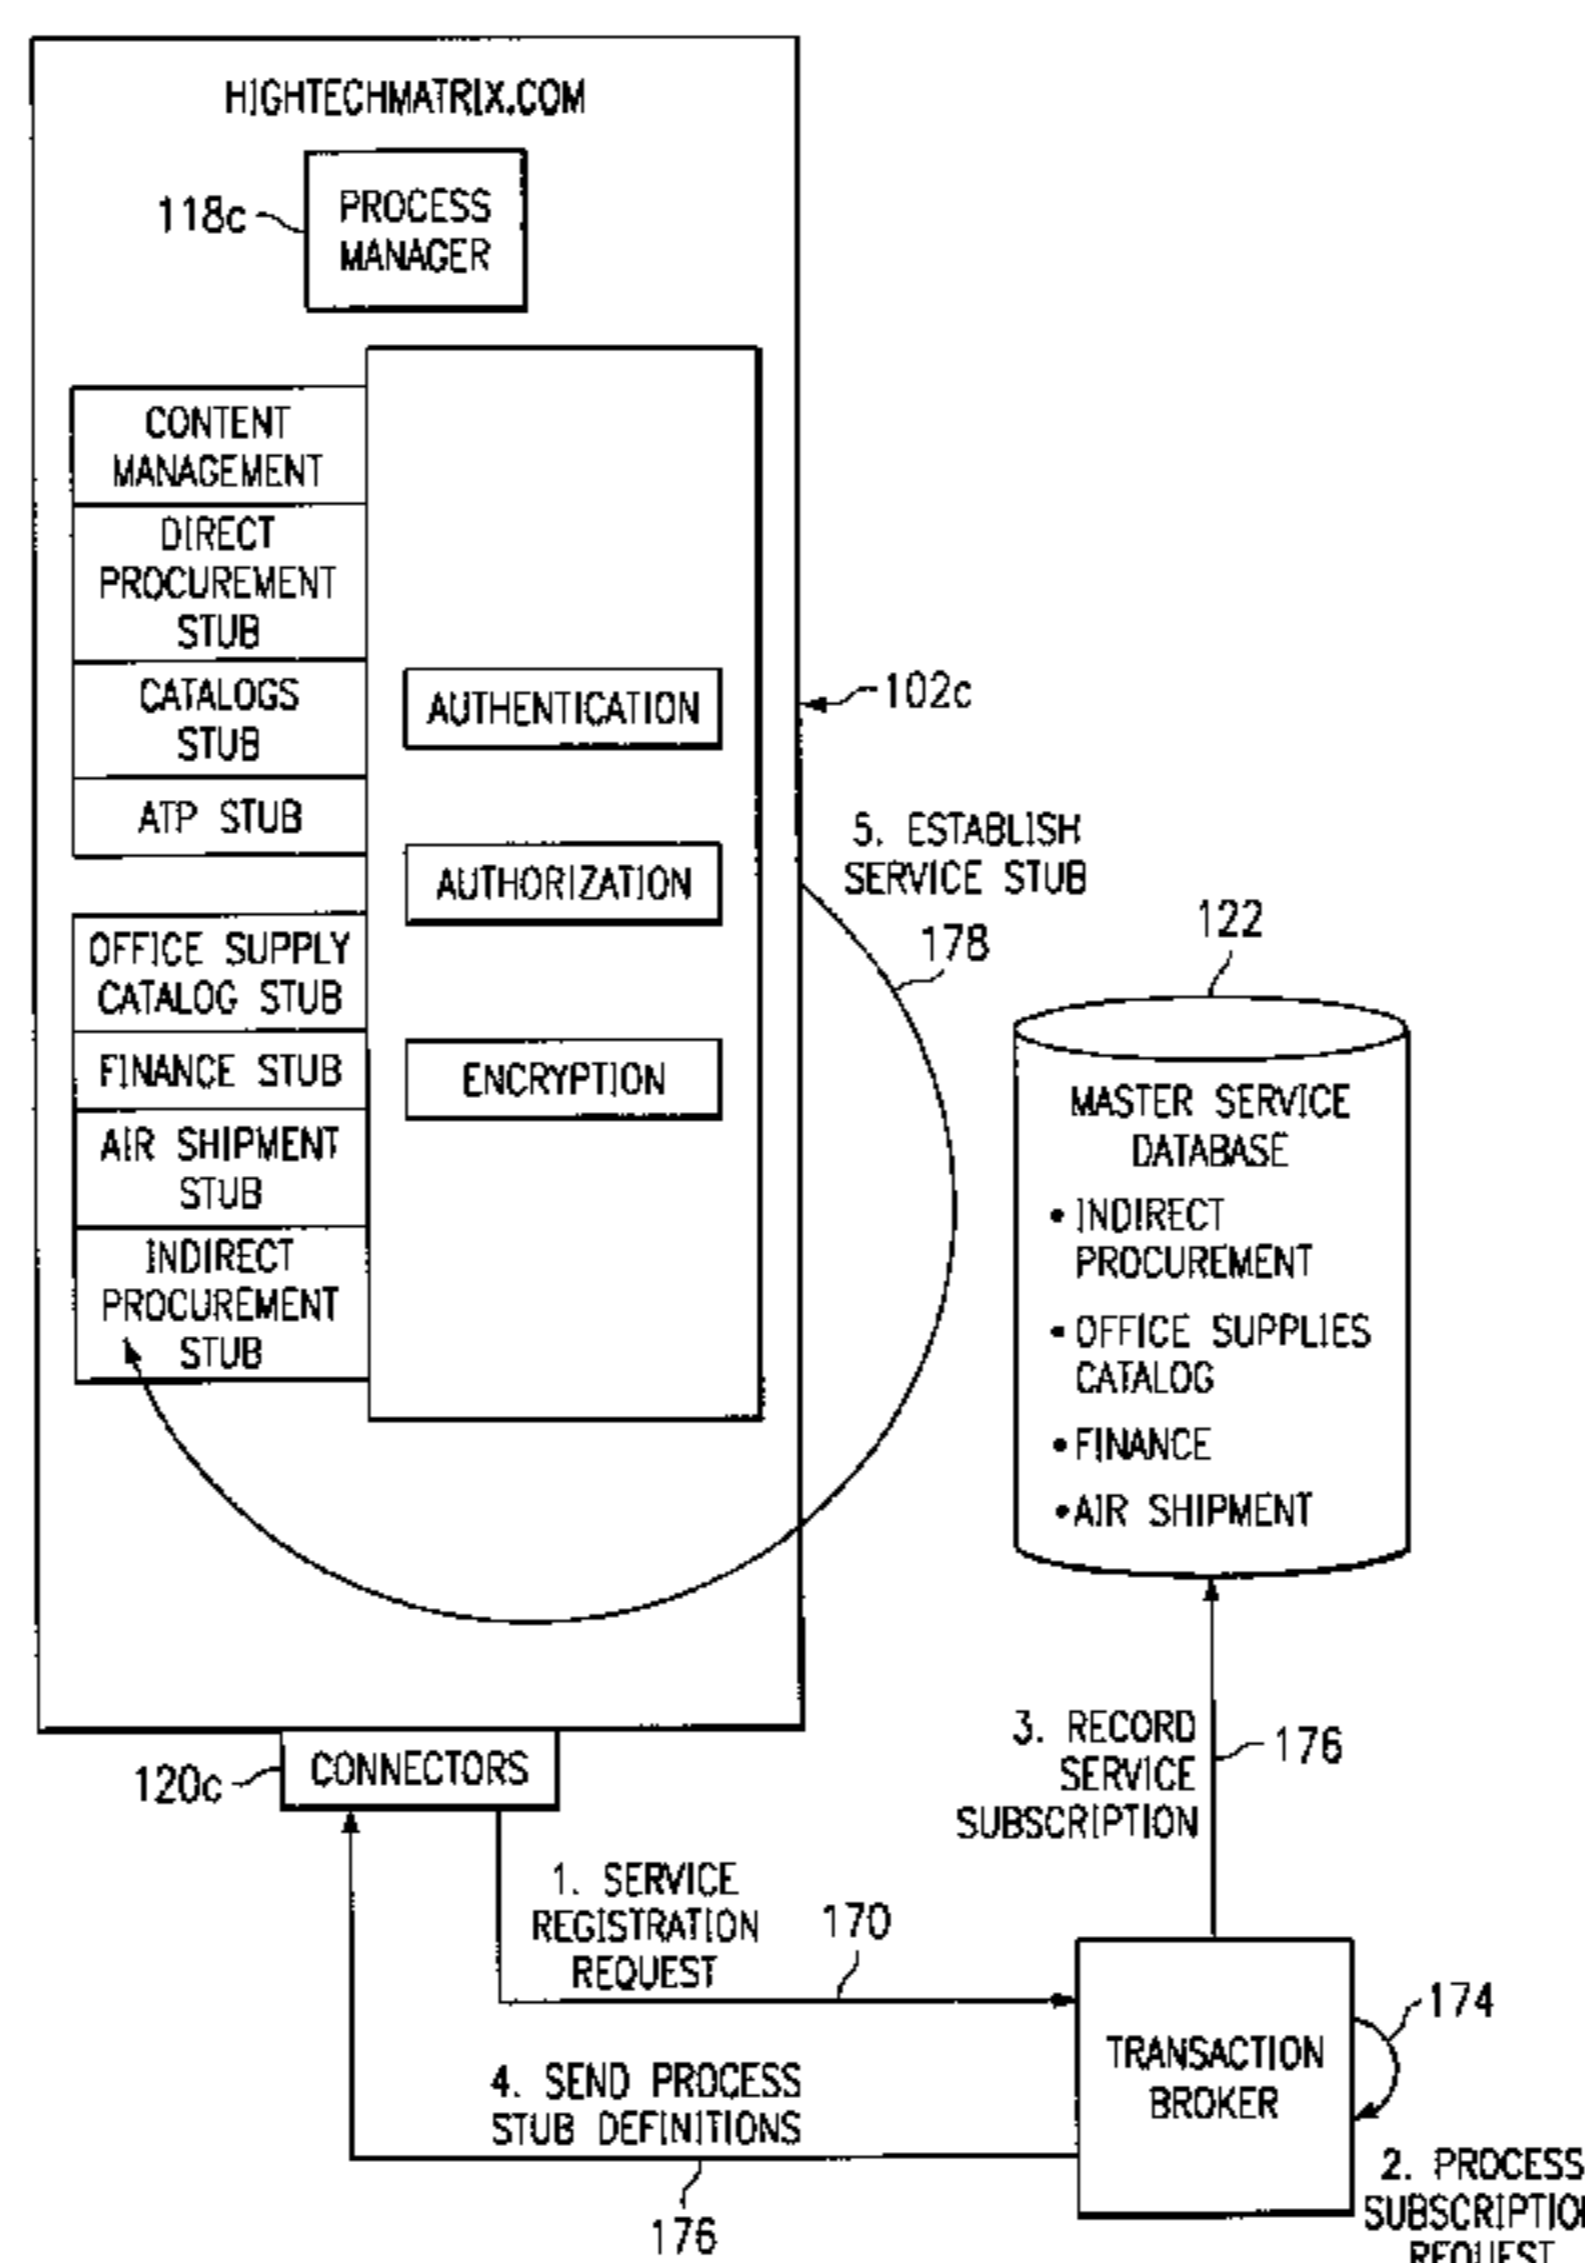 HIGHTECHMATRIX.COM
118c
PROCESS
MANAGER
CONTENT
MANAGEMENT
DIRECT
PROCUREMENT
STUB
CATALOGS
STUB
ATP STUB
OFFICE SUPPLY
CATALOG STUB
FINANCE STUB
AIR SHIPMENT
STUB
INDIRECT
PROCUREMENT
STUB
AUTHENTICATION
AUTHORIZATION
ENCRYPTION
102c
5. ESTABLISH
SERVICE STUB
178
122
MASTER SERVICE
DATABASE
• INDIRECT
PROCUREMENT
• OFFICE SUPPLIES
CATALOG
• FINANCE
• AIR SHIPMENT
3. RECORD
SERVICE
SUBSCRIPTION
176
120c
CONNECTORS
1. SERVICE
REGISTRATION
REQUEST
170
4. SEND PROCESS
STUB DEFINITIONS
176
TRANSACTION
BROKER
174
2. PROCESS
SUBSCRIPTION
REQUEST